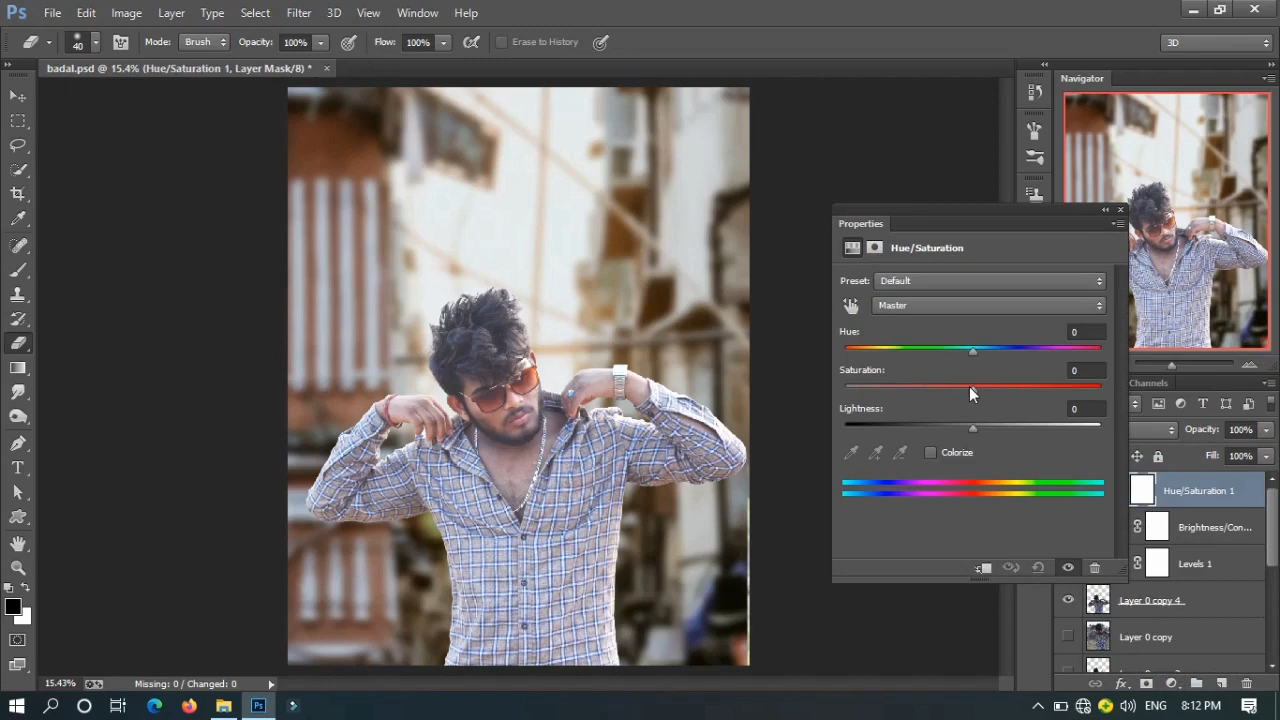 Ps File Edit Image Layer Type Select Filter 3D View Window Help
40 Mode: Brush Opacity: 100% Flow: 100% Erase to History 3D
badal.psd @ 15.4% (Hue/Saturation 1, Layer Mask/8) * ×
Navigator
Properties
Hue/Saturation
Preset: Default
Master
Hue: 0
Saturation: 0
Lightness: 0
Colorize
Channels
Opacity: 100%
Fill: 100%
Hue/Saturation 1
Brightness/Con...
Levels 1
Layer 0 copy 4
Layer 0 copy
15.43% Missing: 0 / Changed: 0
Ps ENG 8:12 PM